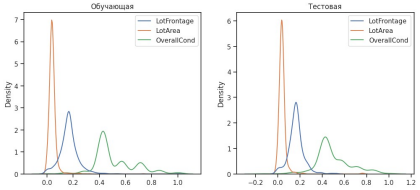 Обучающая
Density
7
6
5
4
3
2
1
0
0.0 0.2 0.4 0.6 0.8 1.0
LotFrontage
LotArea
OverallCond
Тестовая
Density
6
5
4
3
2
1
0
−0.2 0.0 0.2 0.4 0.6 0.8 1.0 1.2
LotFrontage
LotArea
OverallCond